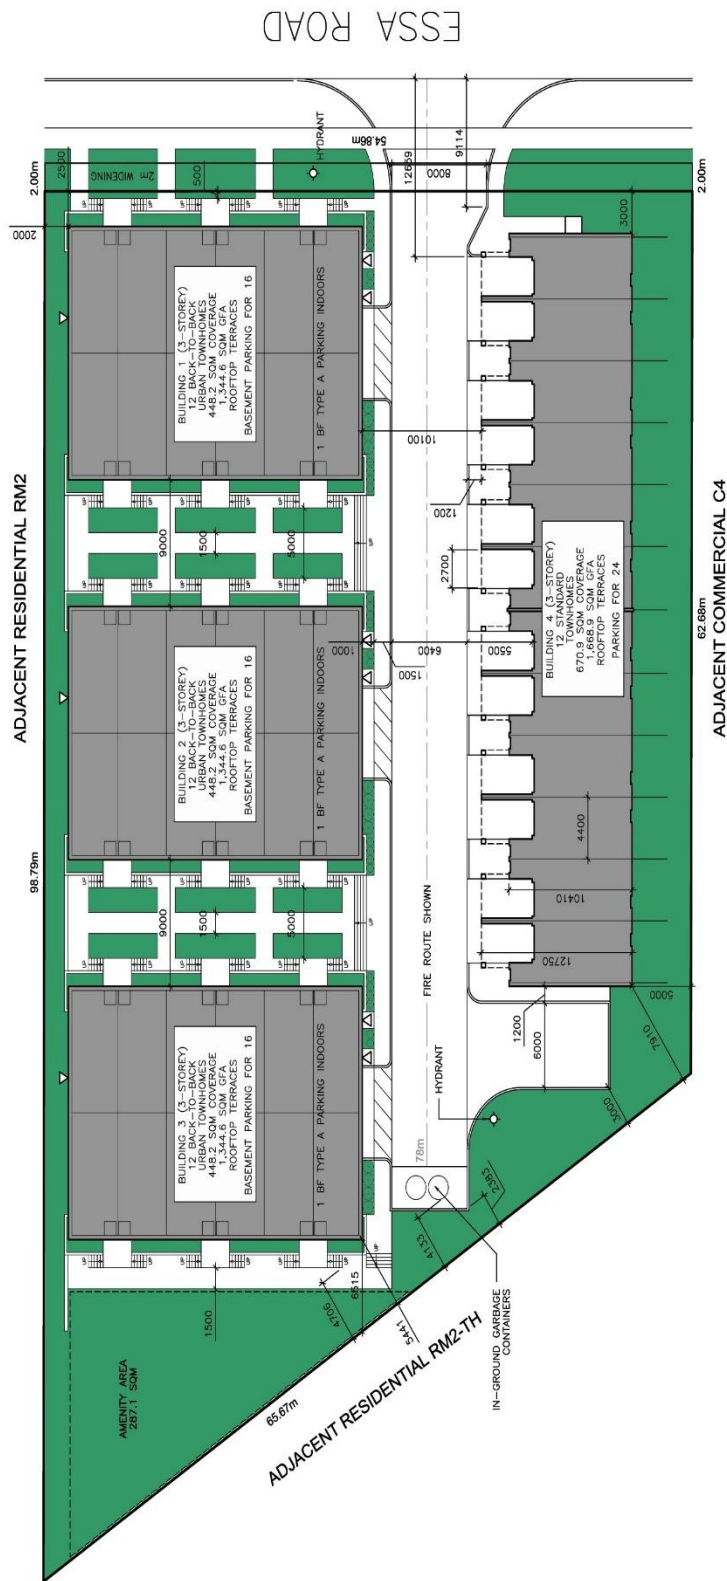 ESSA ROAD
2.00m
2500
2m WIDENING
500
HYDRANT
54.86m
12659
8000
9114
2.00m
2000
3000
ADJACENT RESIDENTIAL RM2
98.79m
BUILDING 1 (3-STOREY)
12 BACK-TO-BACK
URBAN TOWNHOMES
448.2 SQM COVERAGE
1,344.6 SQM GFA
ROOFTOP TERRACES
BASEMENT PARKING FOR 16
1 BF TYPE A PARKING INDOORS
10100
1200
9000
1500
5000
2700
BUILDING 2 (3-STOREY)
12 BACK-TO-BACK
URBAN TOWNHOMES
448.2 SQM COVERAGE
1,344.6 SQM GFA
ROOFTOP TERRACES
BASEMENT PARKING FOR 16
1 BF TYPE A PARKING INDOORS
1000
1500
6400
5500
BUILDING 4 (3-STOREY)
12 STANDARD
TOWNHOMES
670.9 SQM COVERAGE
1,668.9 SQM GFA
ROOFTOP TERRACES
PARKING FOR 24
62.68m
ADJACENT COMMERCIAL C4
4400
10410
12750
9000
1500
5000
FIRE ROUTE SHOWN
BUILDING 3 (3-STOREY)
12 BACK-TO-BACK
URBAN TOWNHOMES
448.2 SQM COVERAGE
1,344.6 SQM GFA
ROOFTOP TERRACES
BASEMENT PARKING FOR 16
1 BF TYPE A PARKING INDOORS
1200
6000
5000
7910
3000
HYDRANT
78m
2383
4133
IN-GROUND GARBAGE
CONTAINERS
1500
4706
6515
5441
AMENITY AREA
287.1 SQM
65.67m
ADJACENT RESIDENTIAL RM2-TH